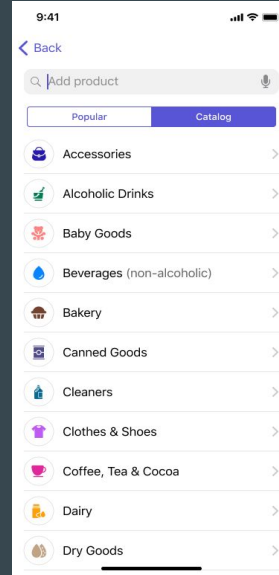 9:41
Back
Add product
Popular Catalog
Accessories
Alcoholic Drinks
Baby Goods
Beverages (non-alcoholic)
Bakery
Canned Goods
Cleaners
Clothes & Shoes
Coffee, Tea & Cocoa
Dairy
Dry Goods